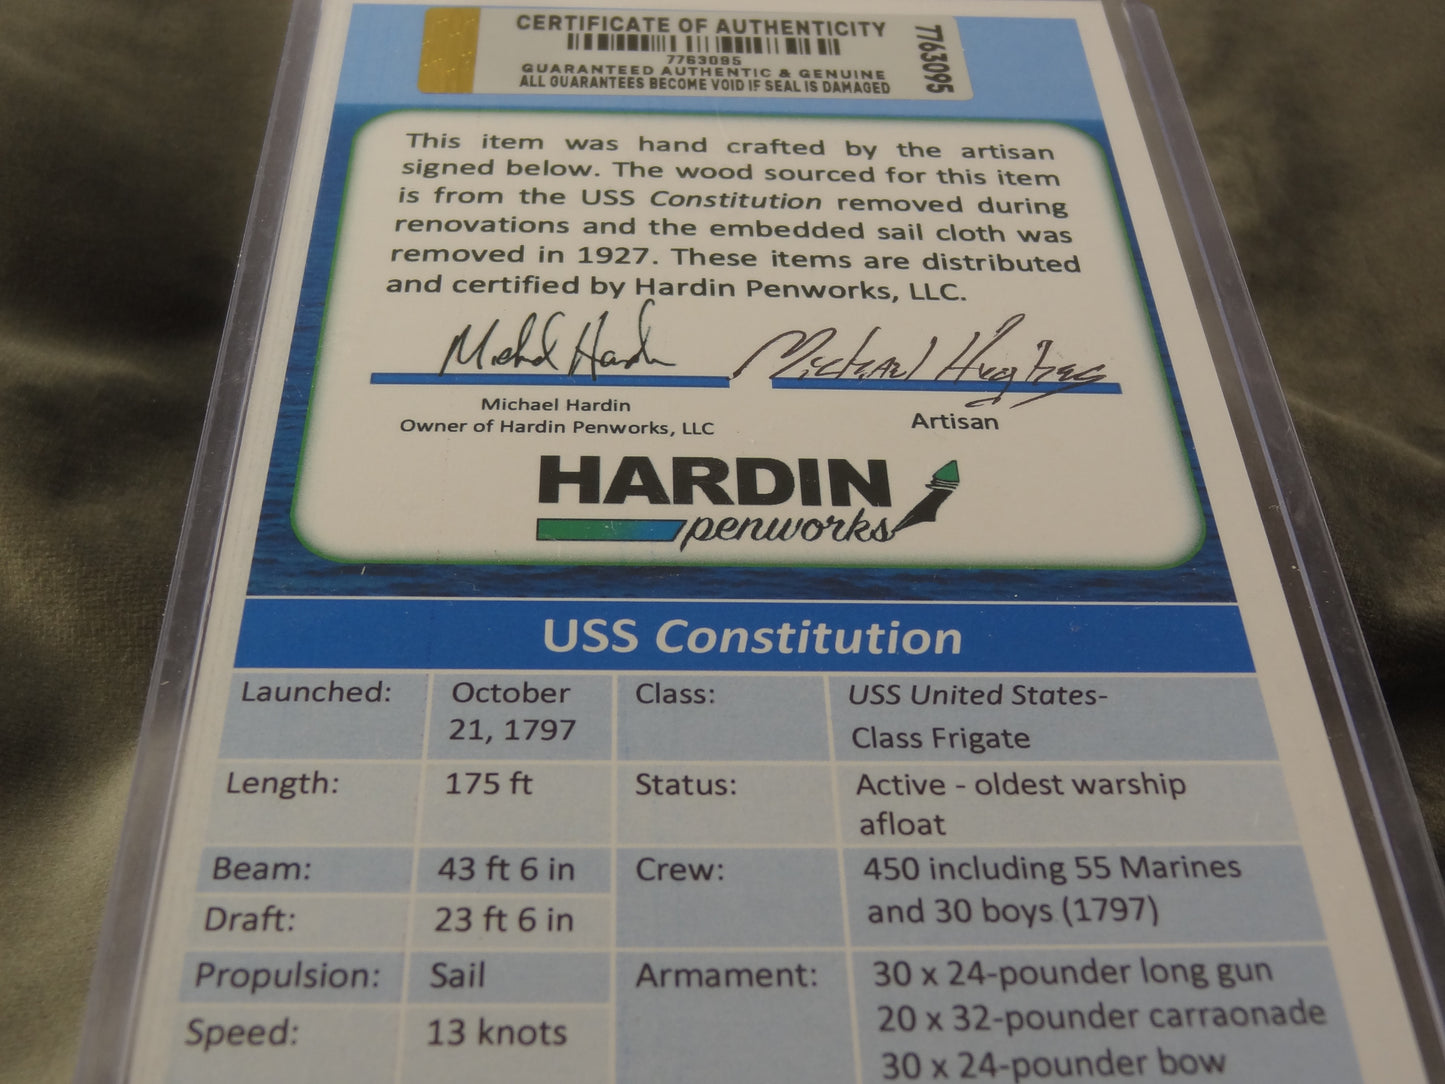 CERTIFICATE OF AUTHENTICITY
7763095
7763095
GUARANTEED AUTHENTIC & GENUINE
ALL GUARANTEES BECOME VOID IF SEAL IS DAMAGED
This item was hand crafted by the artisan
signed below. The wood sourced for this item
is from the USS Constitution removed during
renovations and the embedded sail cloth was
removed in 1927. These items are distributed
and certified by Hardin Penworks, LLC.
Michael Hardin
Michael Hardin
Owner of Hardin Penworks, LLC
Artisan
HARDIN
penworks
USS Constitution
Launched: October 21, 1797 Class: USS United States-
Class Frigate
Length: 175 ft Status: Active - oldest warship
afloat
Beam: 43 ft 6 in Crew: 450 including 55 Marines
and 30 boys (1797)
Draft: 23 ft 6 in
Propulsion: Sail Armament: 30 x 24-pounder long gun
20 x 32-pounder carraonade
Speed: 13 knots
30 x 24-pounder bow